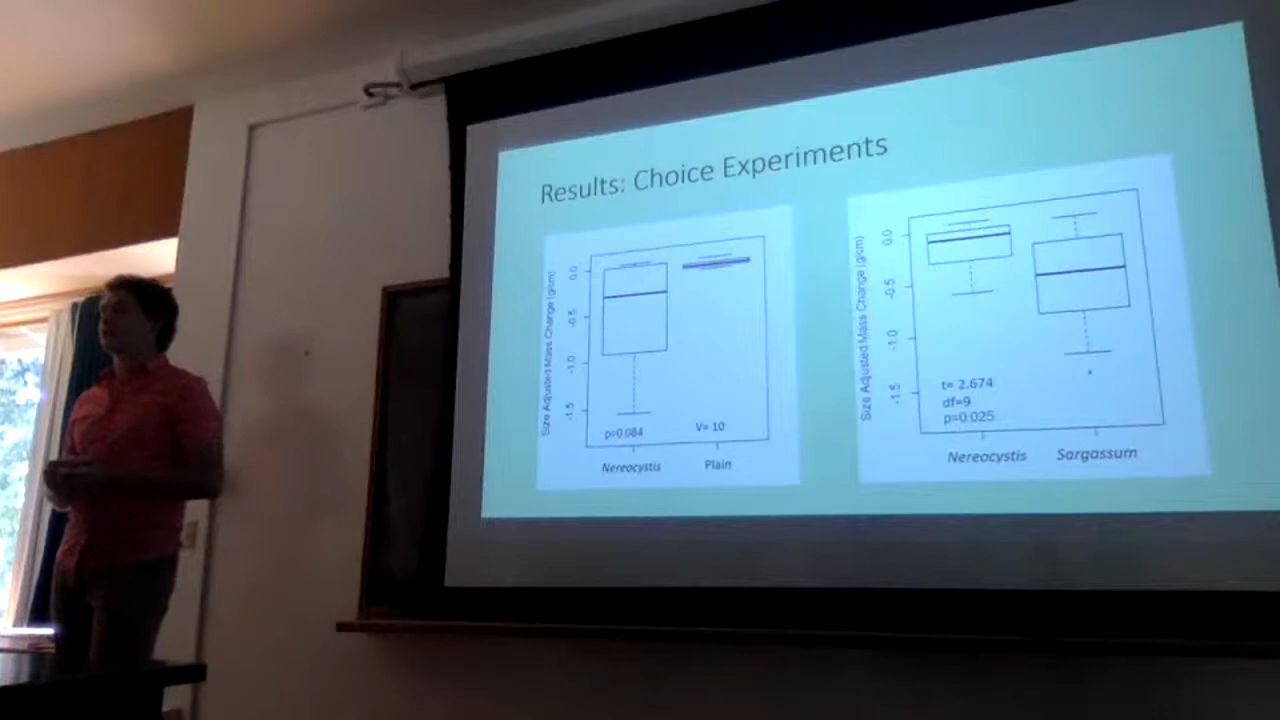 Results: Choice Experiments
Size Adjusted Mass Change (g/cm)
0.0
-0.5
-1.0
-1.5
p=0.084
V= 10
Nereocystis
Plain
Size Adjusted Mass Change (g/cm)
0.0
-0.5
-1.0
-1.5
t= 2.674
df=9
p=0.025
Nereocystis
Sargassum